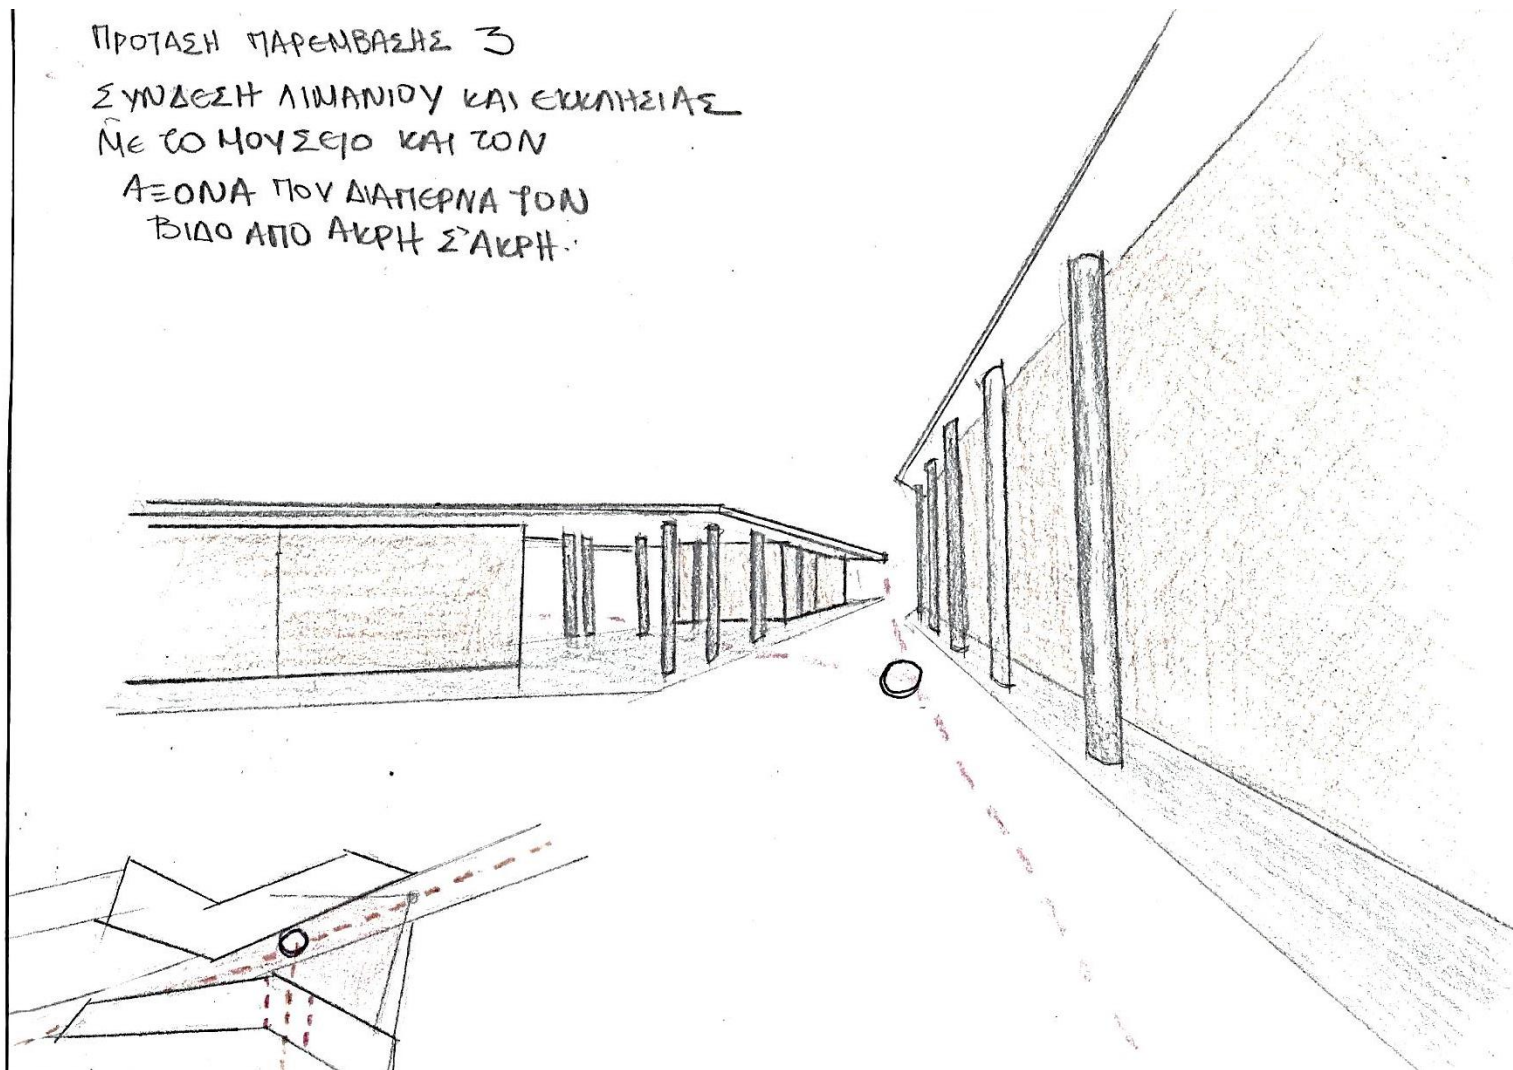 ΠΡΟΤΑΣΗ ΠΑΡΕΜΒΑΣΗΣ 3
ΣΥΝΔΕΣΗ ΛΙΜΑΝΙΟΥ ΚΑΙ ΕΚΚΛΗΣΙΑΣ
ΜΕ ΤΟ ΜΟΥΣΕΙΟ ΚΑΙ ΤΟΝ
ΑΞΟΝΑ ΠΟΥ ΔΙΑΠΕΡΝΑ ΤΟΝ
ΒΙΔΟ ΑΠΟ ΑΚΡΗ Σ'ΑΚΡΗ.